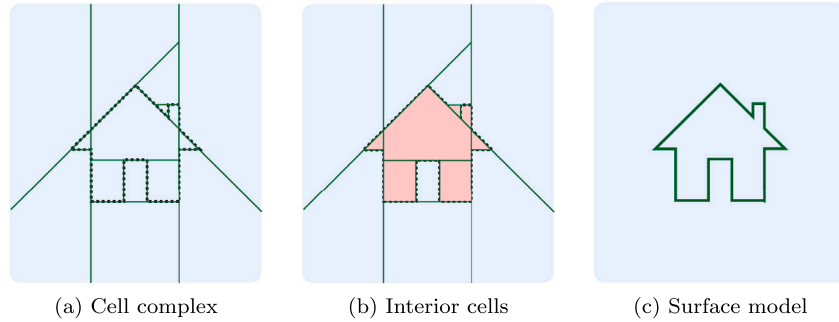 (a) Cell complex
(b) Interior cells
(c) Surface model